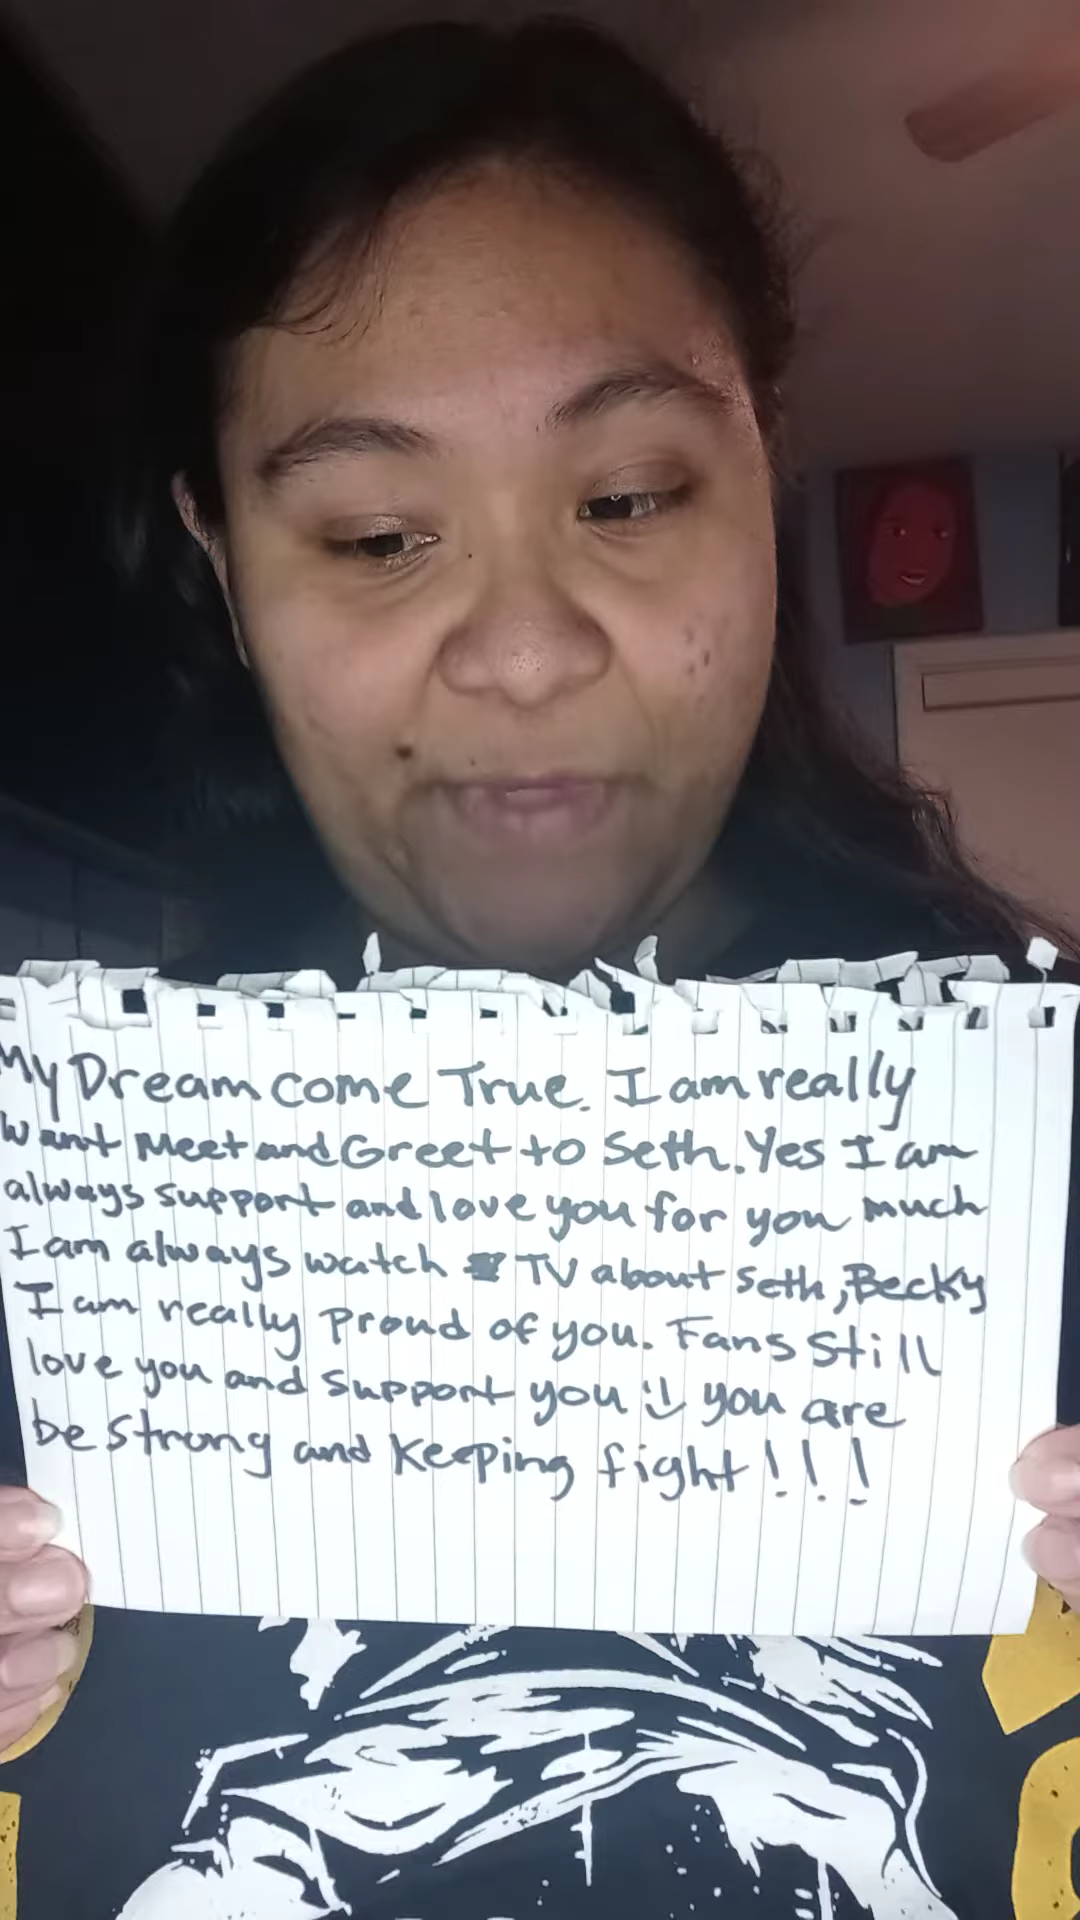 My Dream come True. I am really
want Meet and Greet to Seth. Yes I am
always support and love you for you much
I am always watch TV about Seth, Becky
I am really proud of you. Fans Still
love you and support you :) you are
be strong and keeping fight!!!